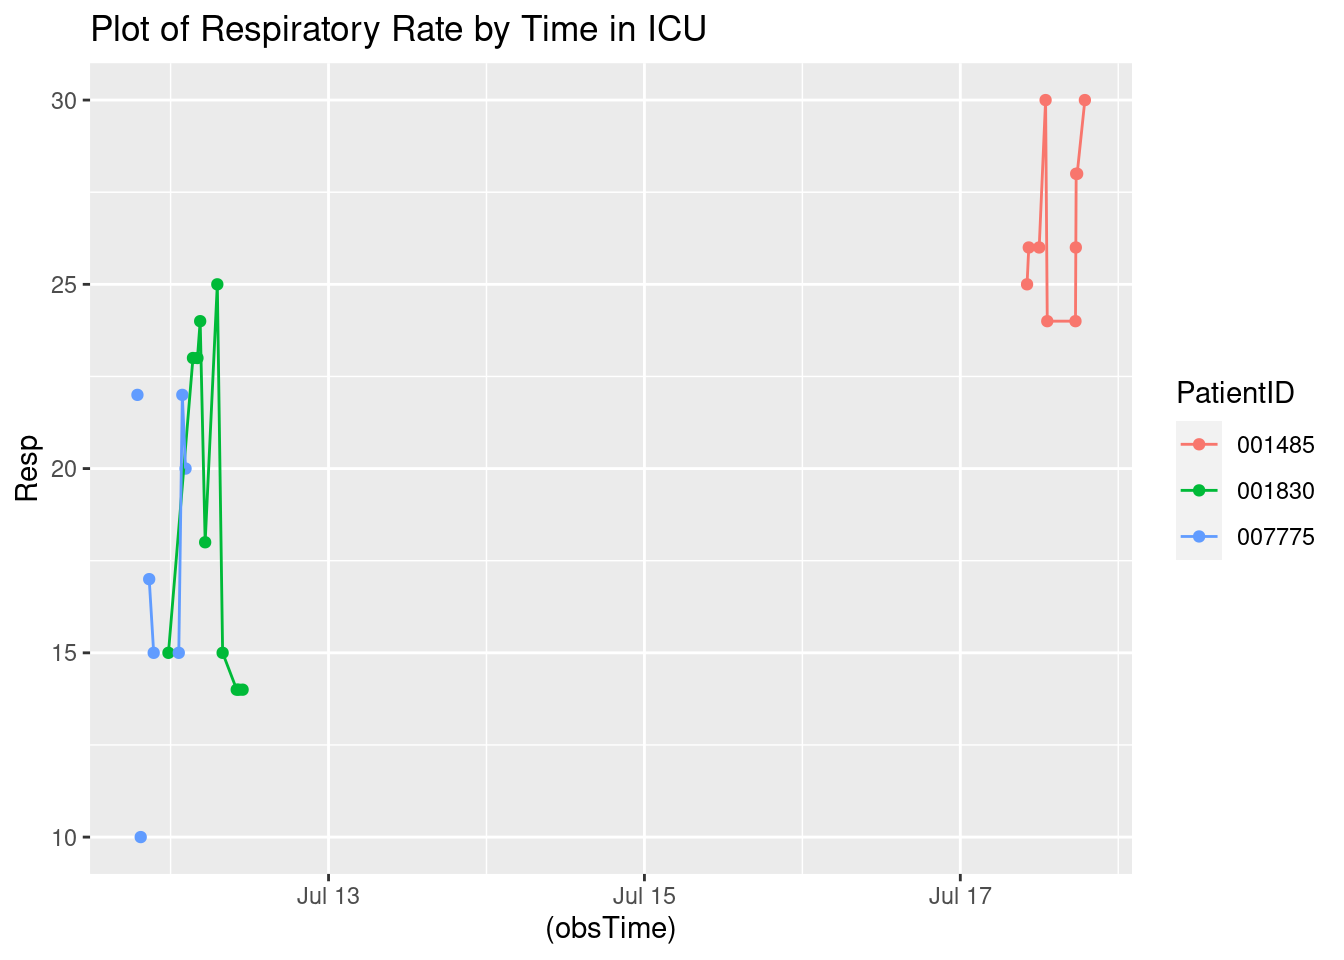 Plot of Respiratory Rate by Time in ICU
30
25
20
15
10
Resp
Jul 13
Jul 15
Jul 17
(obsTime)
PatientID
001485
001830
007775